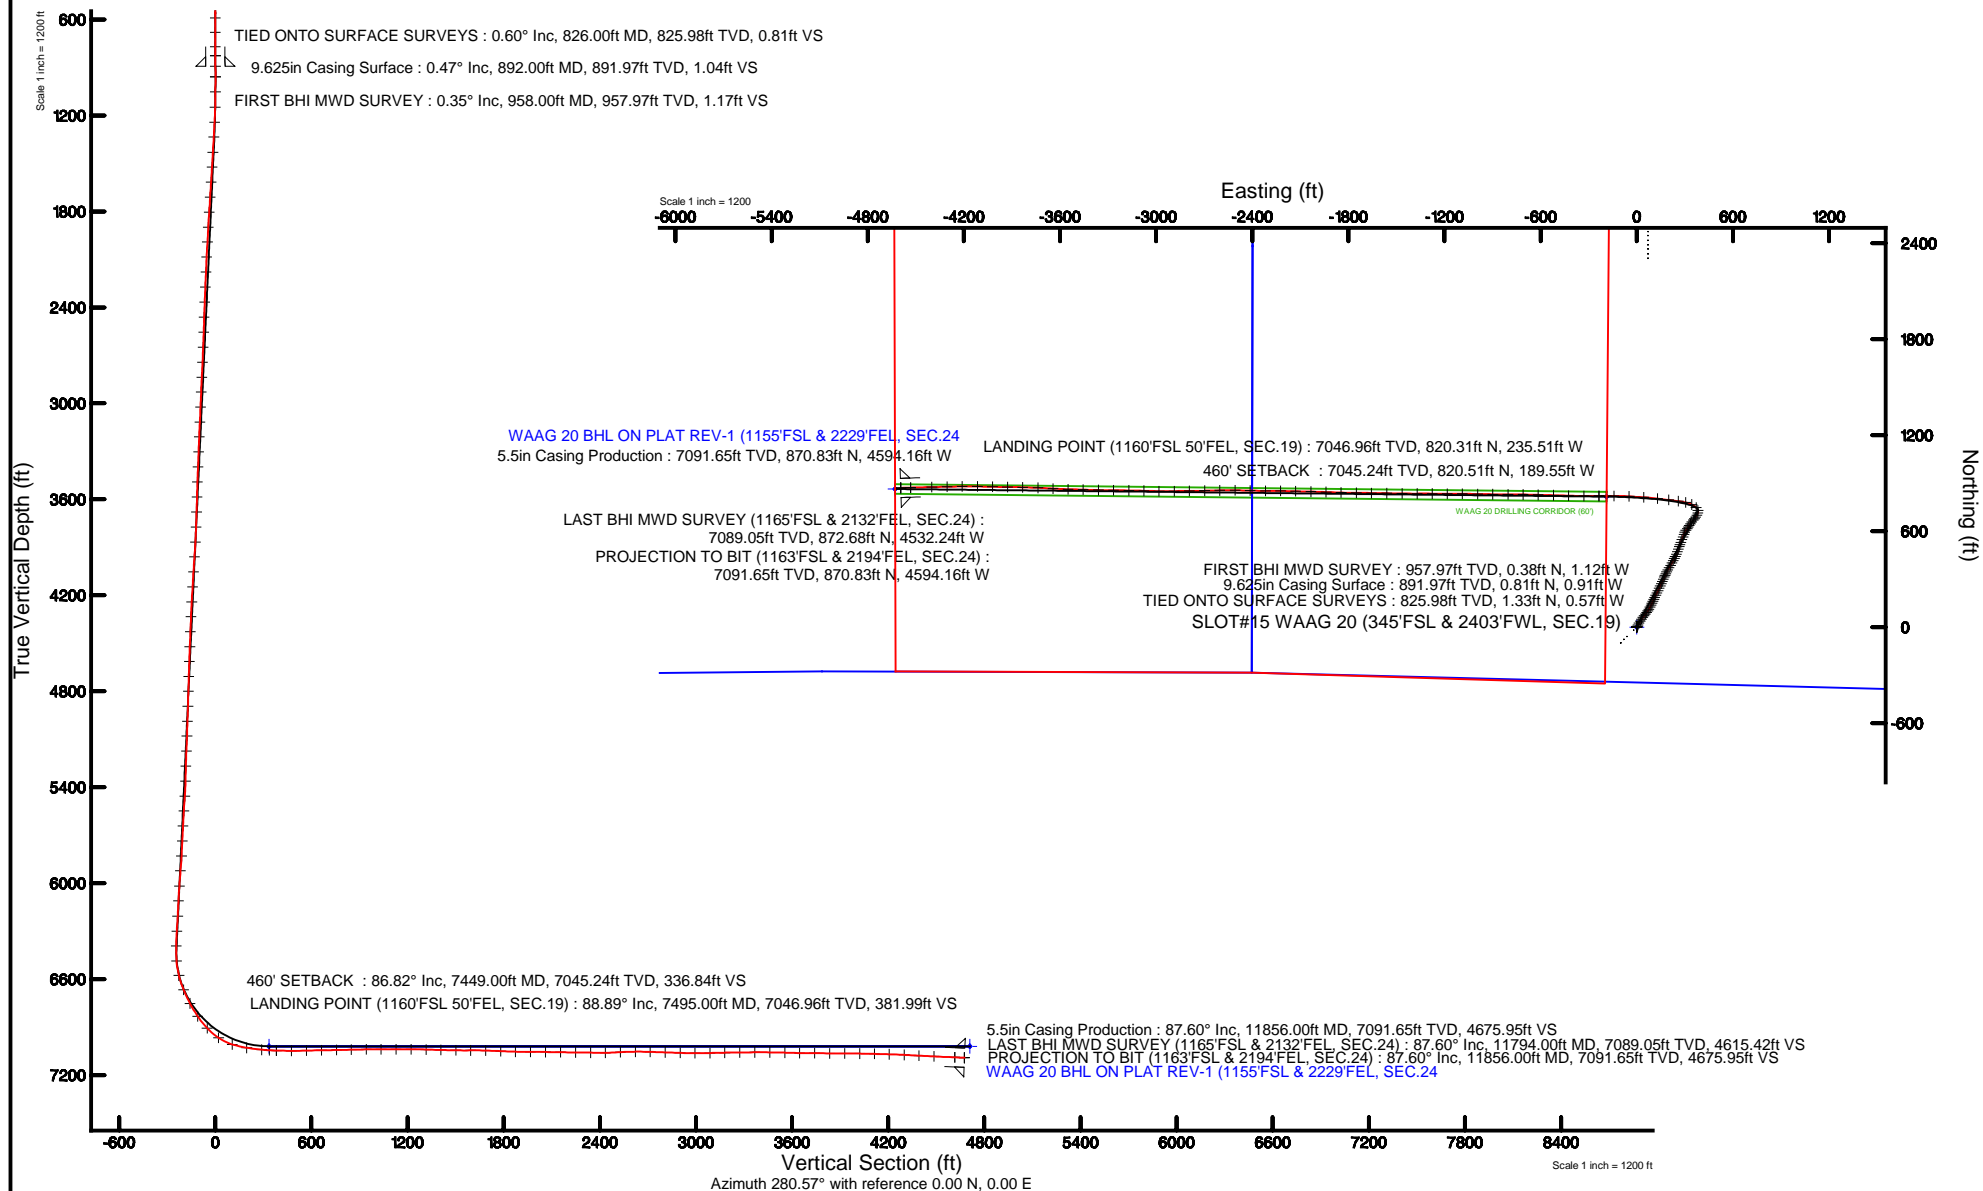 Scale 1 inch = 1200 ft
600
1200
1800
2400
3000
3600
4200
4800
5400
6000
6600
7200
True Vertical Depth (ft)
TIED ONTO SURFACE SURVEYS : 0.60° Inc, 826.00ft MD, 825.98ft TVD, 0.81ft VS
9.625in Casing Surface : 0.47° Inc, 892.00ft MD, 891.97ft TVD, 1.04ft VS
FIRST BHI MWD SURVEY : 0.35° Inc, 958.00ft MD, 957.97ft TVD, 1.17ft VS
Easting (ft)
Scale 1 inch = 1200
-6000 -5400 -4800 -4200 -3600 -3000 -2400 -1800 -1200 -600 0 600 1200
2400
1800
1200
600
0
-600
Northing (ft)
WAAG 20 BHL ON PLAT REV-1 (1155'FSL & 2229'FEL, SEC.24
5.5in Casing Production : 7091.65ft TVD, 870.83ft N, 4594.16ft W
LANDING POINT (1160'FSL 50'FEL, SEC.19) : 7046.96ft TVD, 820.31ft N, 235.51ft W
460' SETBACK : 7045.24ft TVD, 820.51ft N, 189.55ft W
WAAG 20 DRILLING CORRIDOR (60')
LAST BHI MWD SURVEY (1165'FSL & 2132'FEL, SEC.24) :
7089.05ft TVD, 872.68ft N, 4532.24ft W
PROJECTION TO BIT (1163'FSL & 2194'FEL, SEC.24) :
7091.65ft TVD, 870.83ft N, 4594.16ft W
FIRST BHI MWD SURVEY : 957.97ft TVD, 0.38ft N, 1.12ft W
9.625in Casing Surface : 891.97ft TVD, 0.81ft N, 0.91ft W
TIED ONTO SURFACE SURVEYS : 825.98ft TVD, 1.33ft N, 0.57ft W
SLOT#15 WAAG 20 (345'FSL & 2403'FWL, SEC.19)
460' SETBACK : 86.82° Inc, 7449.00ft MD, 7045.24ft TVD, 336.84ft VS
LANDING POINT (1160'FSL 50'FEL, SEC.19) : 88.89° Inc, 7495.00ft MD, 7046.96ft TVD, 381.99ft VS
5.5in Casing Production : 87.60° Inc, 11856.00ft MD, 7091.65ft TVD, 4675.95ft VS
LAST BHI MWD SURVEY (1165'FSL & 2132'FEL, SEC.24) : 87.60° Inc, 11794.00ft MD, 7089.05ft TVD, 4615.42ft VS
PROJECTION TO BIT (1163'FSL & 2194'FEL, SEC.24) : 87.60° Inc, 11856.00ft MD, 7091.65ft TVD, 4675.95ft VS
WAAG 20 BHL ON PLAT REV-1 (1155'FSL & 2229'FEL, SEC.24
-600 0 600 1200 1800 2400 3000 3600 4200 4800 5400 6000 6600 7200 7800 8400
Vertical Section (ft)
Scale 1 inch = 1200 ft
Azimuth 280.57° with reference 0.00 N, 0.00 E